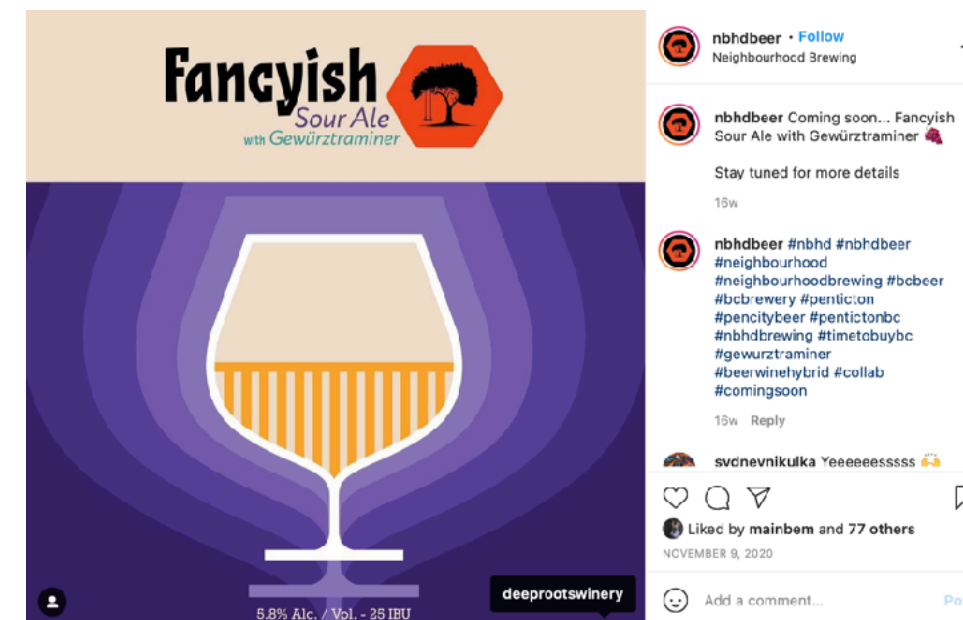 Fancyish
Sour Ale
with Gewürztraminer
5.8% Alc. / Vol. - 25 IBU
deeprootswinery
nbhdbeer • Follow
Neighbourhood Brewing
nbhdbeer Coming soon... Fancyish
Sour Ale with Gewürztraminer 🍇
Stay tuned for more details
16w
nbhdbeer #nbhd #nbhdbeer
#neighbourhood
#neighbourhoodbrewing #bcbeer
#bcbrewery #penticton
#pencitybeer #pentictonbc
#nbhdbrewing #timetobuybc
#gewurztraminer
#beerwinehybrid #collab
#comingsoon
16w Reply
svdnevnikulka Yeeeeeesssss 🙌
Liked by mainbem and 77 others
NOVEMBER 9, 2020
Add a comment...